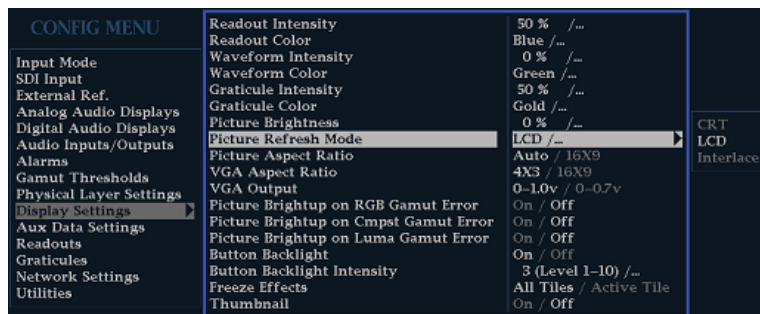 CONFIG MENU
Input Mode
SDI Input
External Ref.
Analog Audio Displays
Digital Audio Displays
Audio Inputs/Outputs
Alarms
Gamut Thresholds
Physical Layer Settings
Display Settings
Aux Data Settings
Readouts
Graticules
Network Settings
Utilities
Readout Intensity 50 % /...
Readout Color Blue /...
Waveform Intensity 0 % /...
Waveform Color Green /...
Graticule Intensity 50 % /...
Graticule Color Gold /...
Picture Brightness 0 % /...
Picture Refresh Mode LCD /...
Picture Aspect Ratio Auto / 16X9
VGA Aspect Ratio 4X3 / 16X9
VGA Output 0-1.0v / 0-0.7v
Picture Brightup on RGB Gamut Error On / Off
Picture Brightup on Cmpst Gamut Error On / Off
Picture Brightup on Luma Gamut Error On / Off
Button Backlight On / Off
Button Backlight Intensity 3 (Level 1-10) /...
Freeze Effects All Tiles / Active Tile
Thumbnail On / Off
CRT
LCD
Interlace